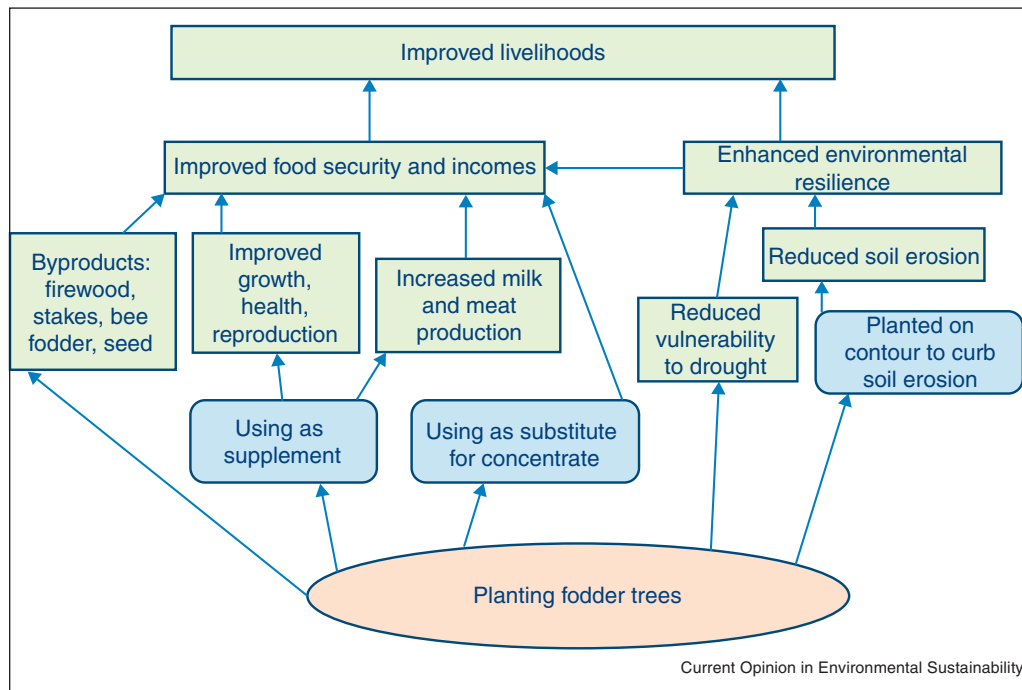 Improved livelihoods
Improved food security and incomes
Enhanced environmental
resilience
Byproducts:
firewood,
stakes, bee
fodder, seed
Improved
growth,
health,
reproduction
Increased milk
and meat
production
Reduced
vulnerability
to drought
Reduced soil erosion
Planted on
contour to curb
soil erosion
Using as
supplement
Using as substitute
for concentrate
Planting fodder trees
Current Opinion in Environmental Sustainability